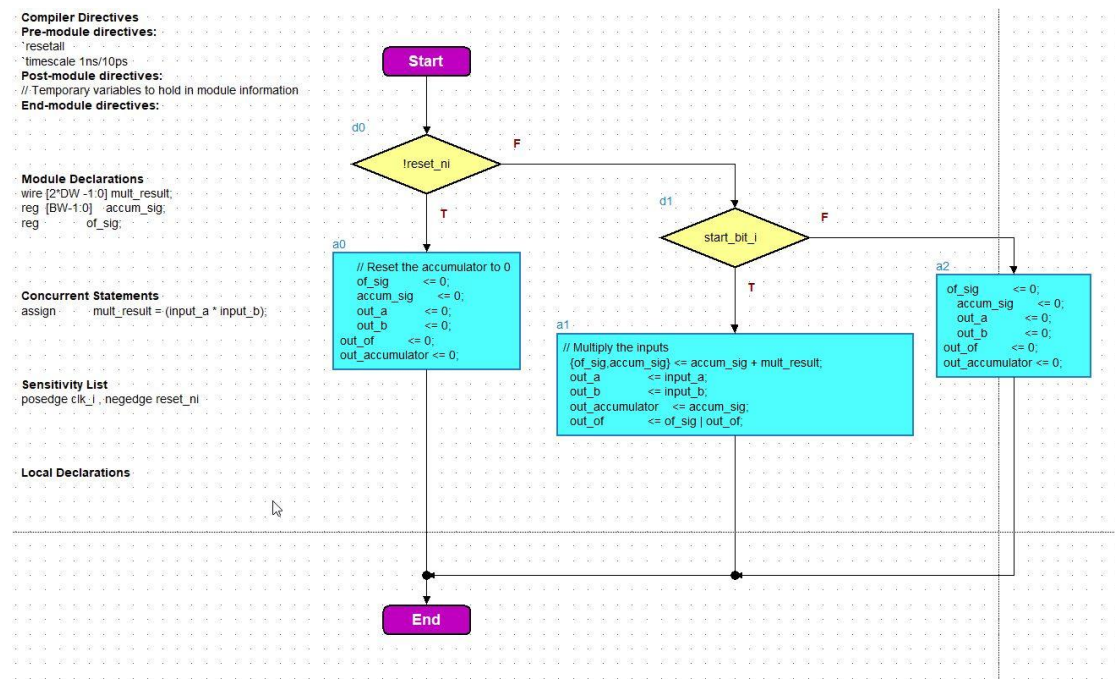 Compiler Directives
Pre-module directives:
`resetall
`timescale 1ns/10ps
Post-module directives:
// Temporary variables to hold in module information
End-module directives:
Module Declarations
wire [2*DW -1:0] mult_result;
reg [BW-1:0] accum_sig;
reg of_sig;
Concurrent Statements
assign mult_result = (input_a * input_b);
Sensitivity List
posedge clk_i , negedge reset_ni
Local Declarations
Start
d0
!reset_ni
F
T
d1
start_bit_i
F
T
a0
// Reset the accumulator to 0
of_sig <= 0;
accum_sig <= 0;
out_a <= 0;
out_b <= 0;
out_of <= 0;
out_accumulator <= 0;
a1
// Multiply the inputs
{of_sig,accum_sig} <= accum_sig + mult_result;
out_a <= input_a;
out_b <= input_b;
out_accumulator <= accum_sig;
out_of <= of_sig | out_of;
a2
of_sig <= 0;
accum_sig <= 0;
out_a <= 0;
out_b <= 0;
out_of <= 0;
out_accumulator <= 0;
End